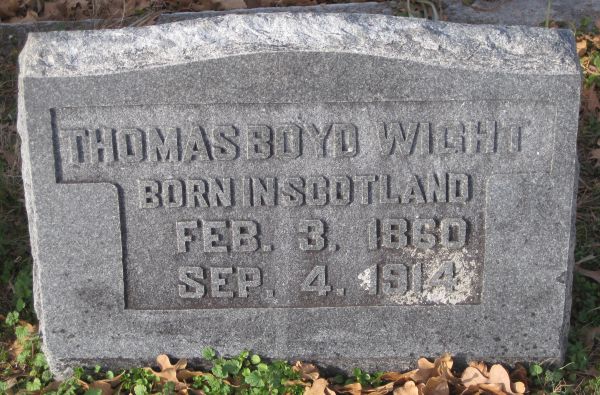 THOMAS BOYD WIGHT
BORN IN SCOTLAND
FEB. 3. 1860
SEP. 4. 1914